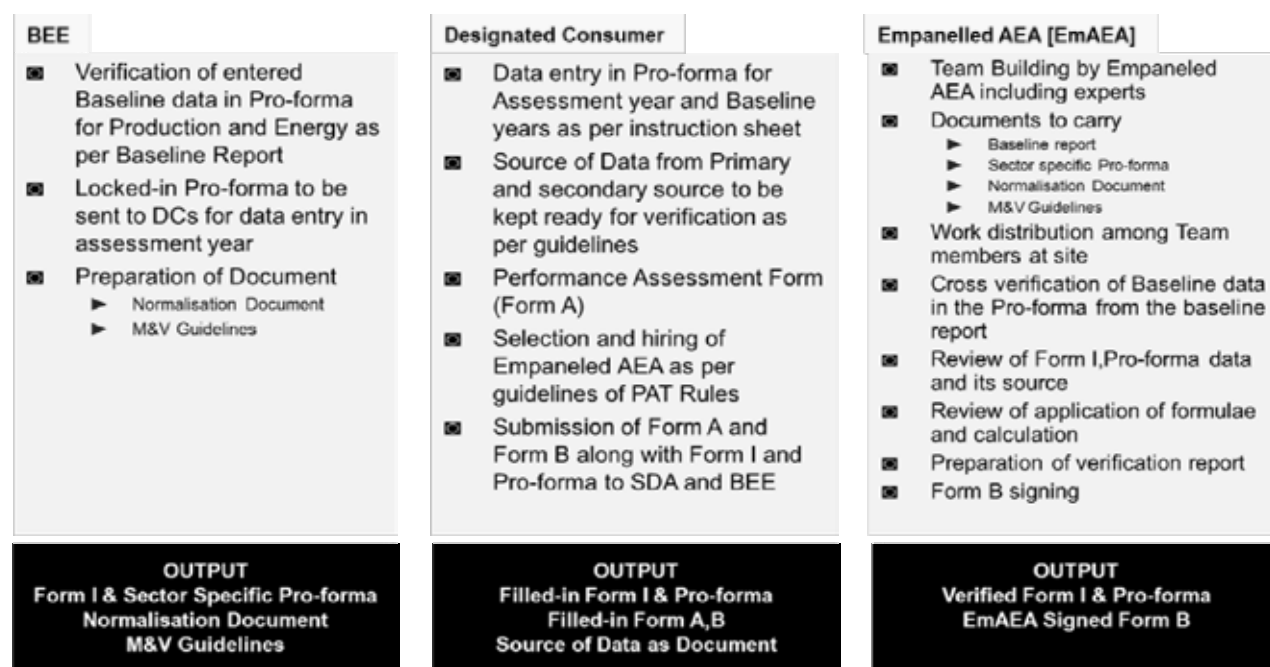 BEE
Verification of entered
Baseline data in Pro-forma
for Production and Energy as
per Baseline Report
Locked-in Pro-forma to be
sent to DCs for data entry in
assessment year
Preparation of Document
Normalisation Document
M&V Guidelines
OUTPUT
Form I & Sector Specific Pro-forma
Normalisation Document
M&V Guidelines
Designated Consumer
Data entry in Pro-forma for
Assessment year and Baseline
years as per instruction sheet
Source of Data from Primary
and secondary source to be
kept ready for verification as
per guidelines
Performance Assessment Form
(Form A)
Selection and hiring of
Empaneled AEA as per
guidelines of PAT Rules
Submission of Form A and
Form B along with Form I and
Pro-forma to SDA and BEE
OUTPUT
Filled-in Form I & Pro-forma
Filled-in Form A,B
Source of Data as Document
Empanelled AEA [EmAEA]
Team Building by Empaneled
AEA including experts
Documents to carry
Baseline report
Sector specific Pro-forma
Normalisation Document
M&V Guidelines
Work distribution among Team
members at site
Cross verification of Baseline data
in the Pro-forma from the baseline
report
Review of Form I,Pro-forma data
and its source
Review of application of formulae
and calculation
Preparation of verification report
Form B signing
OUTPUT
Verified Form I & Pro-forma
EmAEA Signed Form B